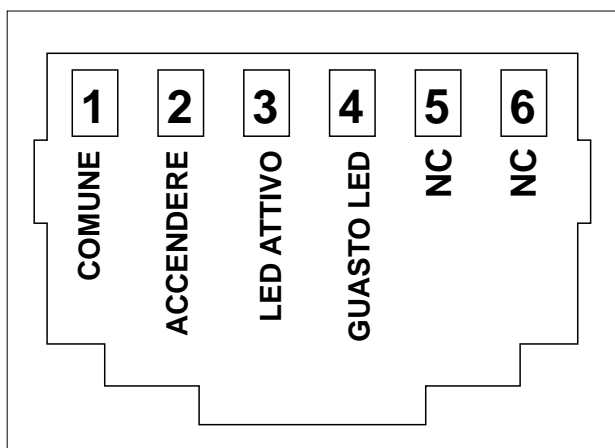 1 2 3 4 5 6
COMUNE
ACCENDERE
LED ATTIVO
GUASTO LED
NC
NC